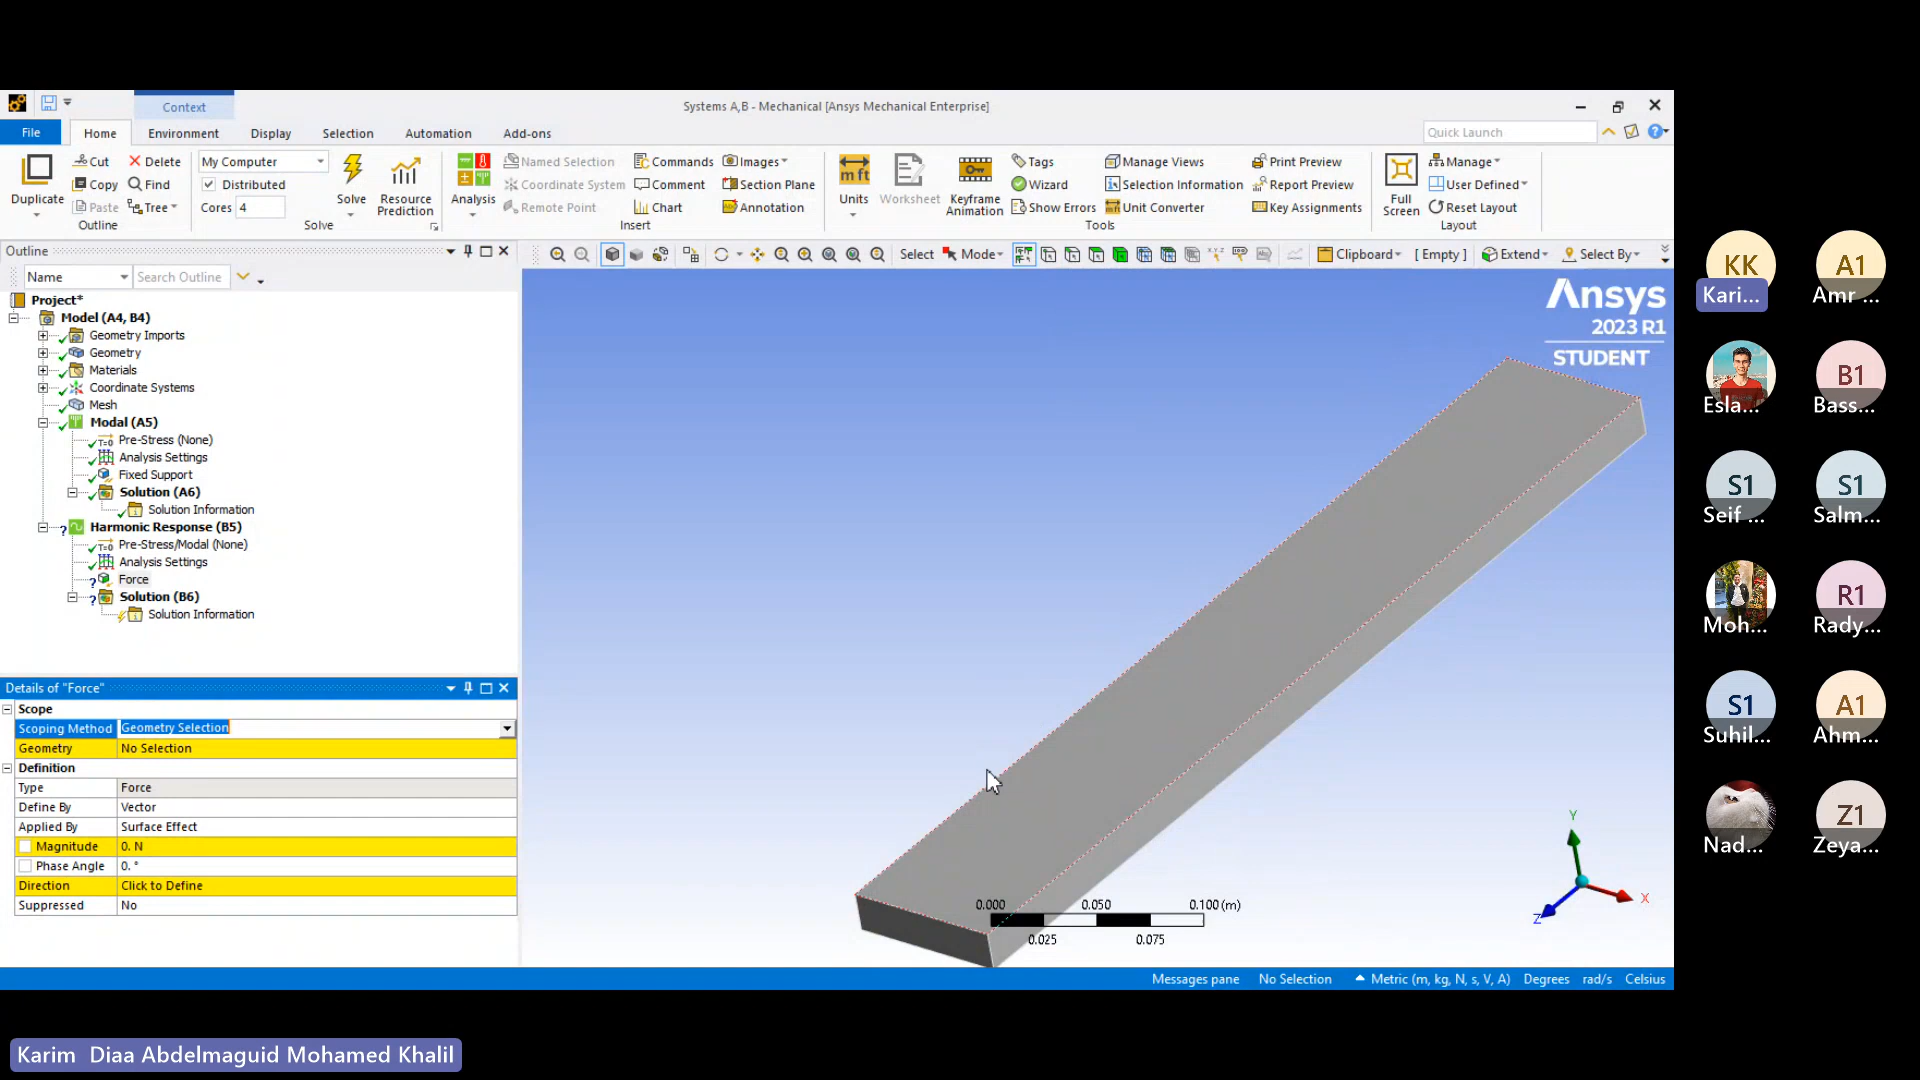 Context
Systems A,B - Mechanical [Ansys Mechanical Enterprise]
File Home Environment Display Selection Automation Add-ons Quick Launch
Duplicate
Cut
Delete
Copy
Find
Paste
Tree
Outline
My Computer
Distributed
Cores 4
Solve
Resource Prediction
Solve
Analysis
Named Selection
Coordinate System
Remote Point
Commands
Comment
Chart
Images
Section Plane
Annotation
Insert
m ft
Units
Worksheet
Keyframe Animation
Tags
Wizard
Show Errors
Manage Views
Selection Information
Unit Converter
Print Preview
Report Preview
Key Assignments
Tools
Full Screen
Manage
User Defined
Reset Layout
Layout
Outline
Name Search Outline
Select Mode Clipboard [ Empty ] Extend Select By
Project*
Model (A4, B4)
Geometry Imports
Geometry
Materials
Coordinate Systems
Mesh
Modal (A5)
Pre-Stress (None)
Analysis Settings
Fixed Support
Solution (A6)
Solution Information
Harmonic Response (B5)
Pre-Stress/Modal (None)
Analysis Settings
Force
Solution (B6)
Solution Information
Details of "Force"
Scope
Scoping Method Geometry Selection
Geometry No Selection
Definition
Type Force
Define By Vector
Applied By Surface Effect
Magnitude 0. N
Phase Angle 0. °
Direction Click to Define
Suppressed No
Ansys
2023 R1
STUDENT
0.000 0.050 0.100 (m)
0.025 0.075
Y
X
Z
Messages pane No Selection Metric (m, kg, N, s, V, A) Degrees rad/s Celsius
KK
Kari...
A1
Amr ...
Esla...
B1
Bass...
S1
Seif ...
S1
Salm...
Moh...
R1
Rady...
S1
Suhil...
A1
Ahm...
Nad...
Z1
Zeya...
Karim Diaa Abdelmaguid Mohamed Khalil